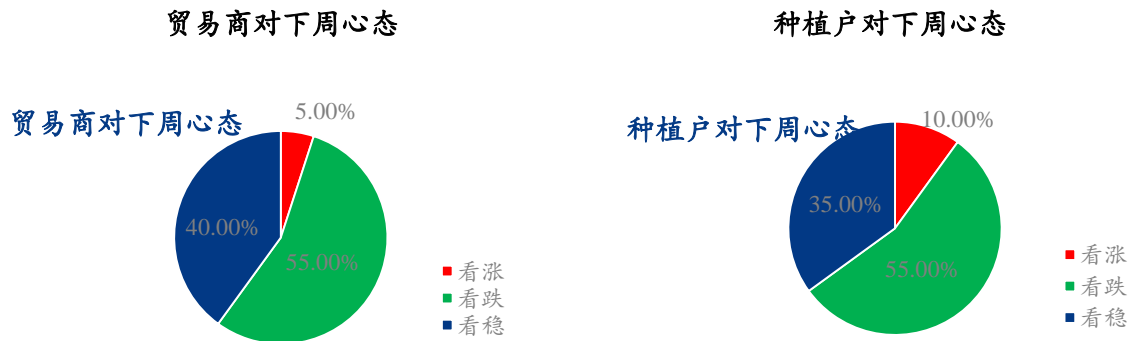 贸易商对下周心态
贸易商对下周心态
5.00%
40.00%
55.00%
看涨
看跌
看稳
种植户对下周心态
种植户对下周心态
10.00%
35.00%
55.00%
看涨
看跌
看稳